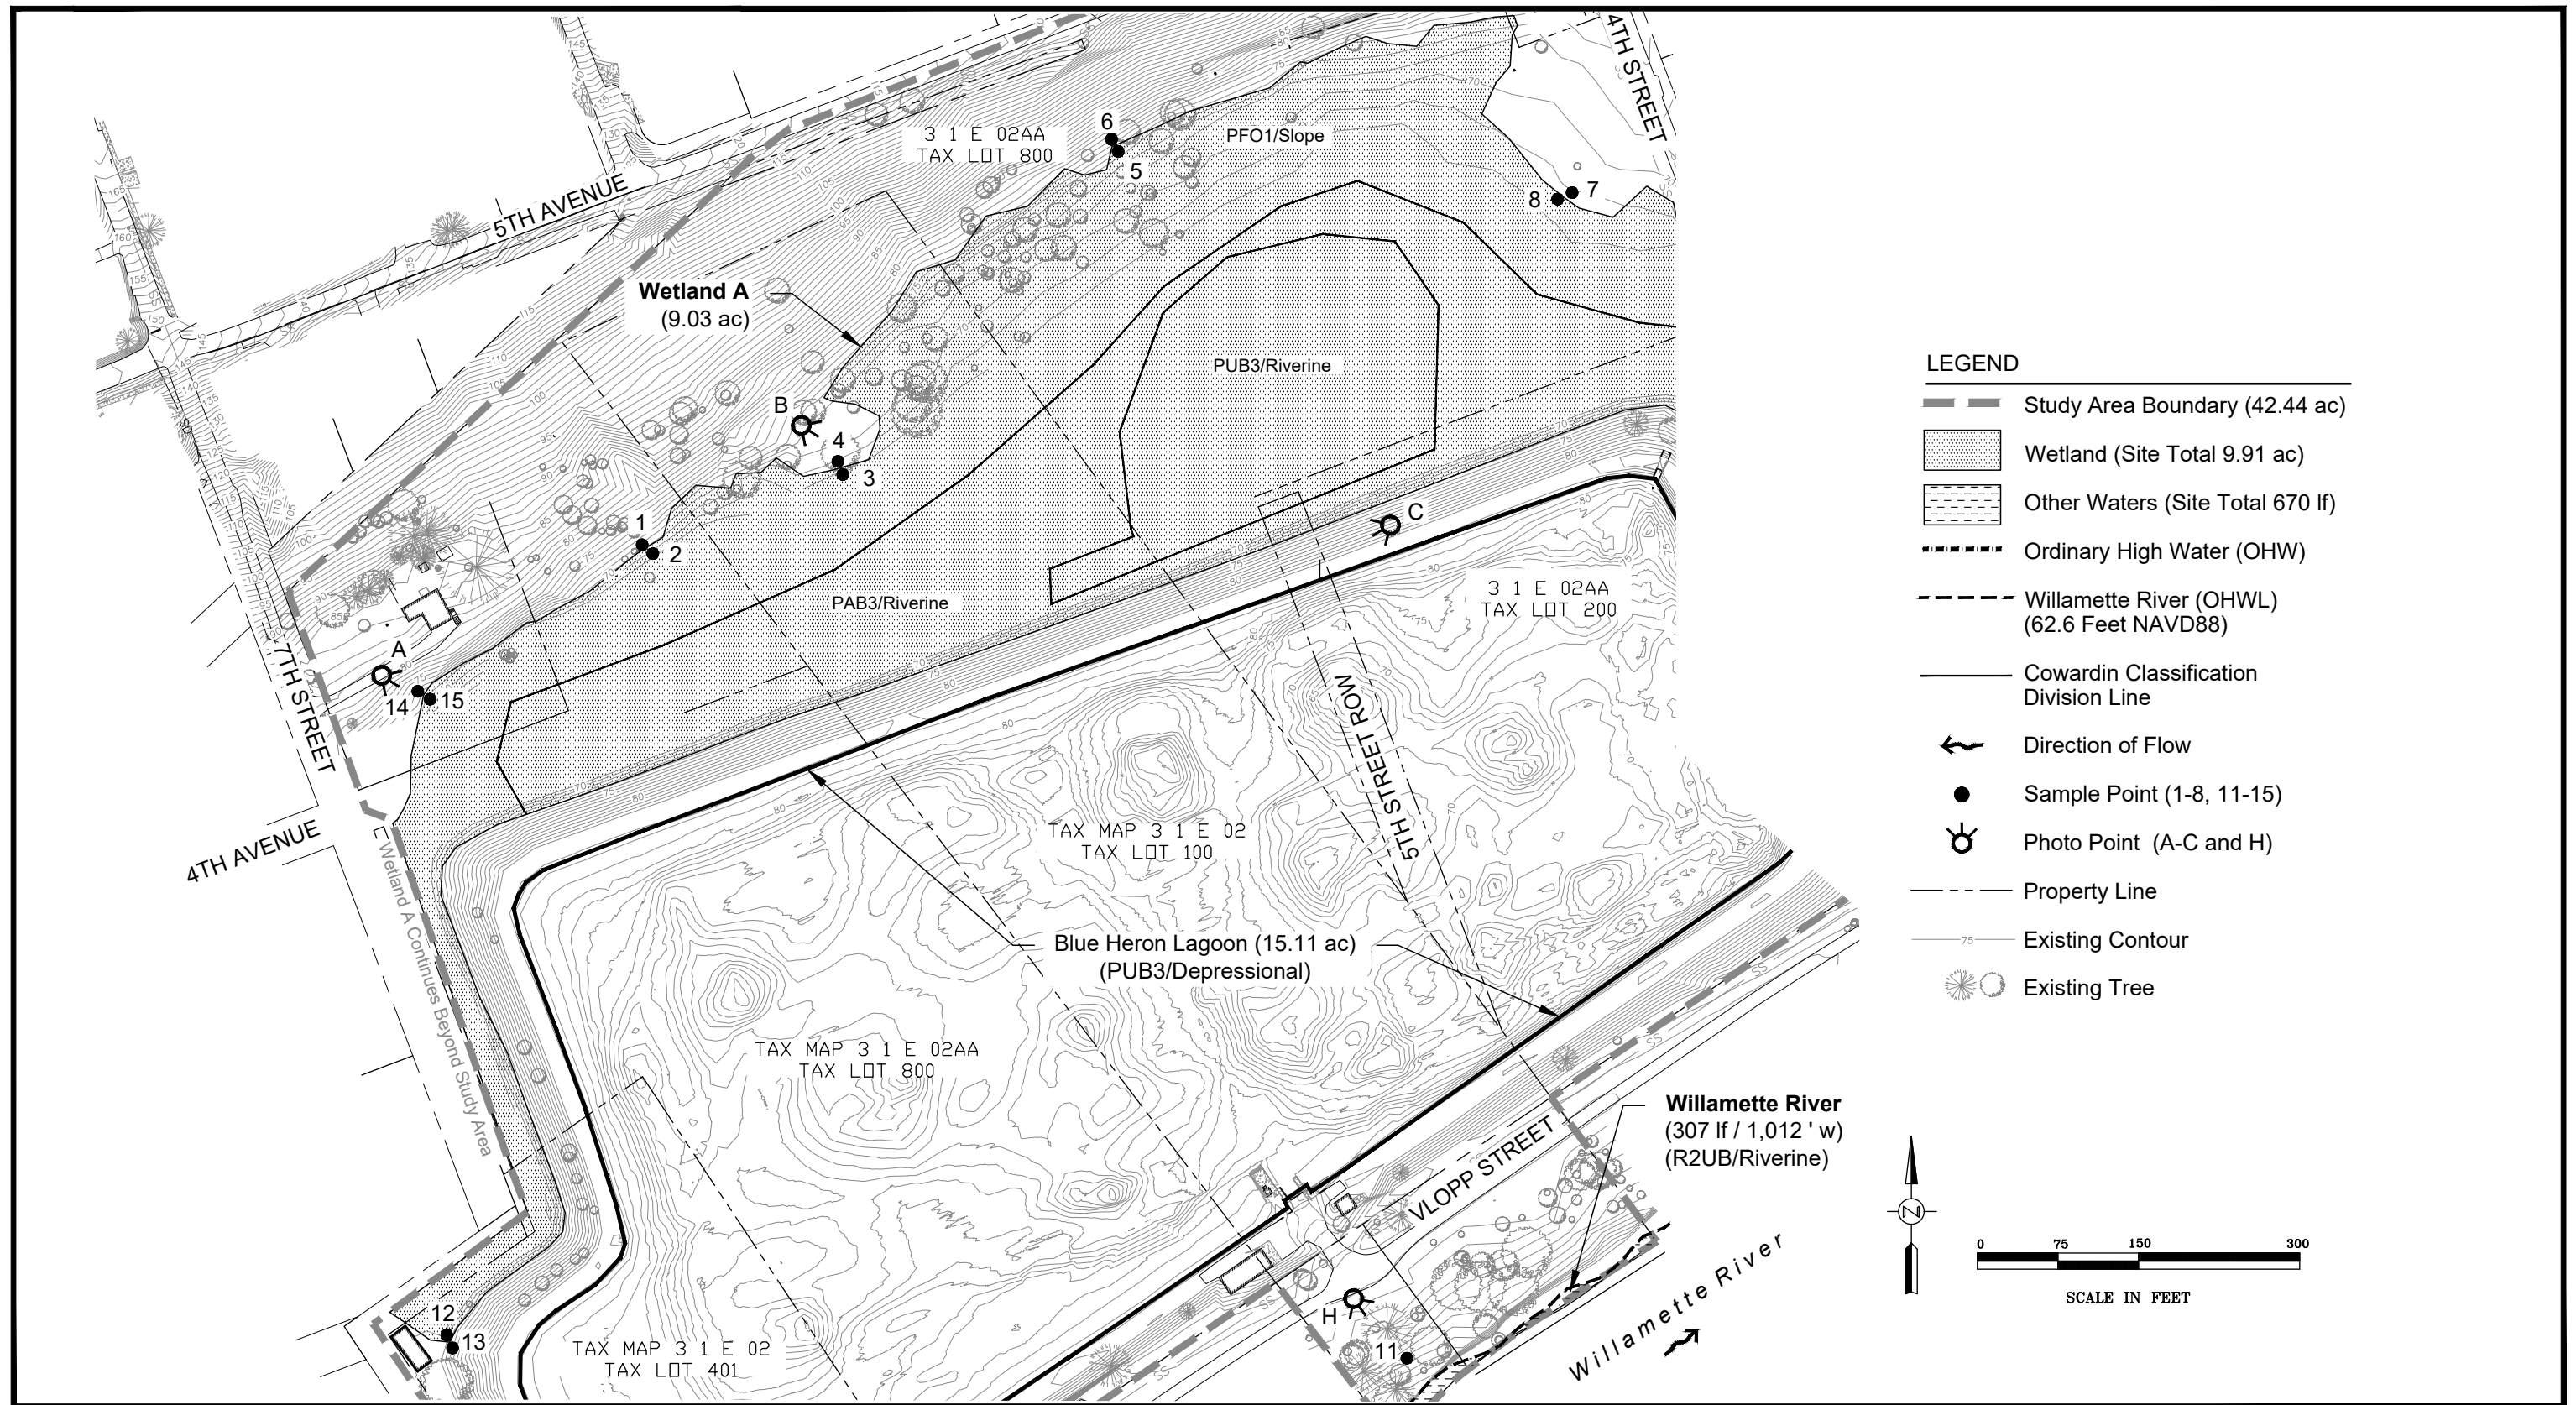 4TH STREET
5TH AVENUE
3 1 E 02AA
TAX LOT 800
6
5
PFO1/Slope
8
7
Wetland A
(9.03 ac)
PUB3/Riverine
B
4
3
1
2
C
PAB3/Riverine
3 1 E 02AA
TAX LOT 200
A
14
15
7TH STREET
5TH STREET ROW
4TH AVENUE
Wetland A Continues Beyond Study Area
TAX MAP 3 1 E 02
TAX LOT 100
Blue Heron Lagoon (15.11 ac)
(PUB3/Depressional)
TAX MAP 3 1 E 02AA
TAX LOT 800
Willamette River
(307 lf / 1,012 ' w)
(R2UB/Riverine)
VLOPP STREET
Willamette River
H
11
12
13
TAX MAP 3 1 E 02
TAX LOT 401
LEGEND
Study Area Boundary (42.44 ac)
Wetland (Site Total 9.91 ac)
Other Waters (Site Total 670 lf)
Ordinary High Water (OHW)
Willamette River (OHWL)
(62.6 Feet NAVD88)
Cowardin Classification
Division Line
Direction of Flow
Sample Point (1-8, 11-15)
Photo Point (A-C and H)
Property Line
75
Existing Contour
Existing Tree
N
0 75 150 300
SCALE IN FEET